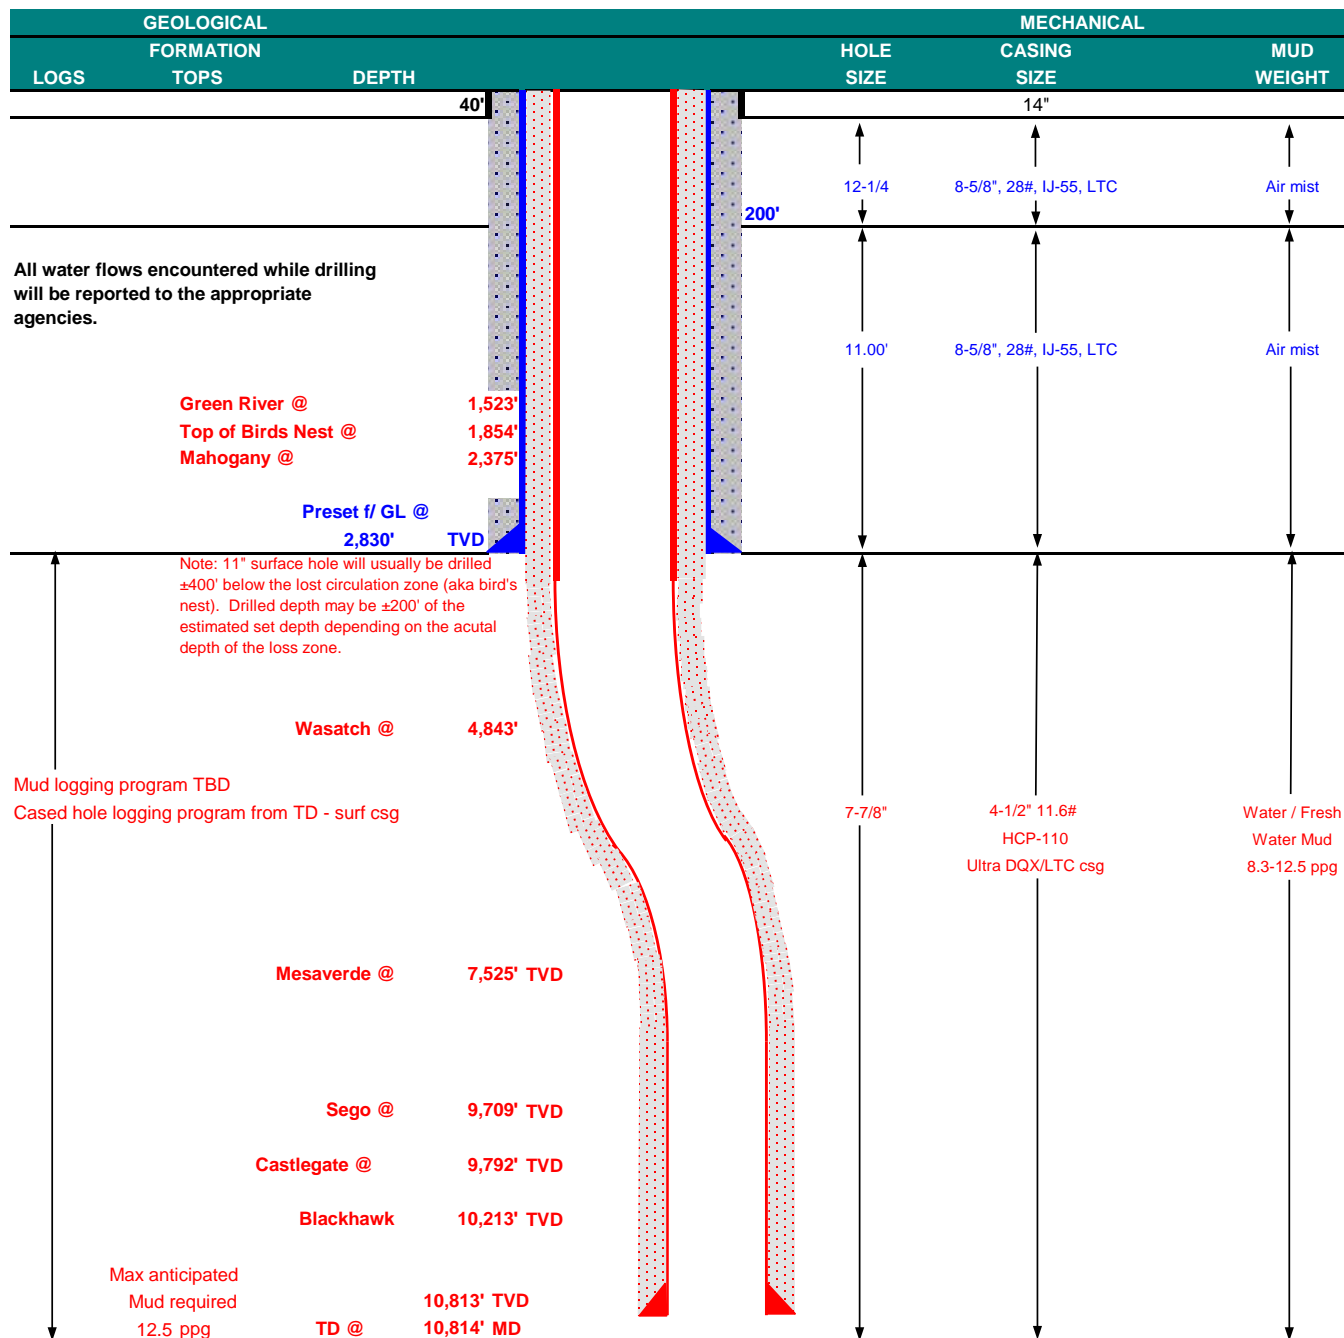 GEOLOGICAL MECHANICAL
FORMATION HOLE CASING MUD
LOGS TOPS DEPTH SIZE SIZE WEIGHT
40' 14"
12-1/4 8-5/8", 28#, IJ-55, LTC Air mist
200'
All water flows encountered while drilling
will be reported to the appropriate
agencies.
11.00' 8-5/8", 28#, IJ-55, LTC Air mist
Green River @ 1,523'
Top of Birds Nest @ 1,854'
Mahogany @ 2,375'
Preset f/ GL @
2,830' TVD
Note: 11" surface hole will usually be drilled
±400' below the lost circulation zone (aka bird's
nest). Drilled depth may be ±200' of the
estimated set depth depending on the acutal
depth of the loss zone.
Wasatch @ 4,843'
Mud logging program TBD
Cased hole logging program from TD - surf csg
7-7/8" 4-1/2" 11.6# Water / Fresh
HCP-110 Water Mud
Ultra DQX/LTC csg 8.3-12.5 ppg
Mesaverde @ 7,525' TVD
Sego @ 9,709' TVD
Castlegate @ 9,792' TVD
Blackhawk 10,213' TVD
Max anticipated
Mud required 10,813' TVD
12.5 ppg TD @ 10,814' MD